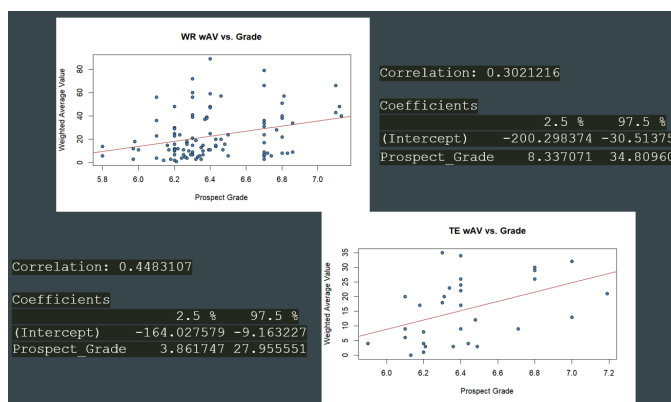 WR wAV vs. Grade
Weighted Average Value
0 20 40 60 80
5.8 6.0 6.2 6.4 6.6 6.8 7.0
Prospect Grade
Correlation: 0.3021216
Coefficients
2.5 % 97.5 %
(Intercept) -200.298374 -30.51375
Prospect_Grade 8.337071 34.80960
Correlation: 0.4483107
Coefficients
2.5 % 97.5 %
(Intercept) -164.027579 -9.163227
Prospect_Grade 3.861747 27.955551
TE wAV vs. Grade
Weighted Average Value
0 5 10 15 20 25 30 35
6.0 6.2 6.4 6.6 6.8 7.0 7.2
Prospect Grade